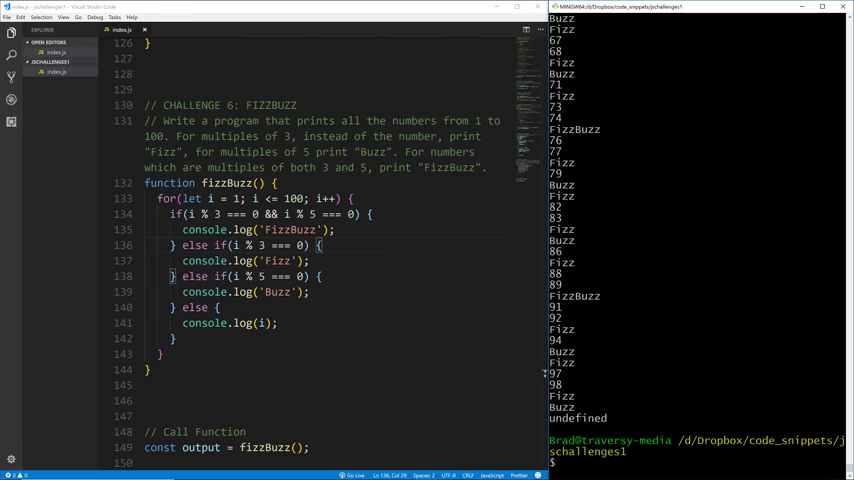 index.js - jschallenges1 - Visual Studio Code
File Edit Selection View Go Debug Tasks Help
EXPLORER
OPEN EDITORS
index.js
JSCHALLENGES1
index.js
index.js
126 }
127
128
129
130 // CHALLENGE 6: FIZZBUZZ
131 // Write a program that prints all the numbers from 1 to
100. For multiples of 3, instead of the number, print
"Fizz", for multiples of 5 print "Buzz". For numbers
which are multiples of both 3 and 5, print "FizzBuzz".
132 function fizzBuzz() {
133 for(let i = 1; i <= 100; i++) {
134 if(i % 3 === 0 && i % 5 === 0) {
135 console.log('FizzBuzz');
136 } else if(i % 3 === 0) {
137 console.log('Fizz');
138 } else if(i % 5 === 0) {
139 console.log('Buzz');
140 } else {
141 console.log(i);
142 }
143 }
144 }
145
146
147
148 // Call Function
149 const output = fizzBuzz();
150
0 0
Go Live Ln 136, Col 29 Spaces: 2 UTF-8 CRLF JavaScript Prettier
MINGW64:/d/Dropbox/code_snippets/jschallenges1
Buzz
Fizz
67
68
Fizz
Buzz
71
Fizz
73
74
FizzBuzz
76
77
Fizz
79
Buzz
Fizz
82
83
Fizz
Buzz
86
Fizz
88
89
FizzBuzz
91
92
Fizz
94
Buzz
Fizz
97
98
Fizz
Buzz
undefined
Brad@traversy-media /d/Dropbox/code_snippets/j
schallenges1
$